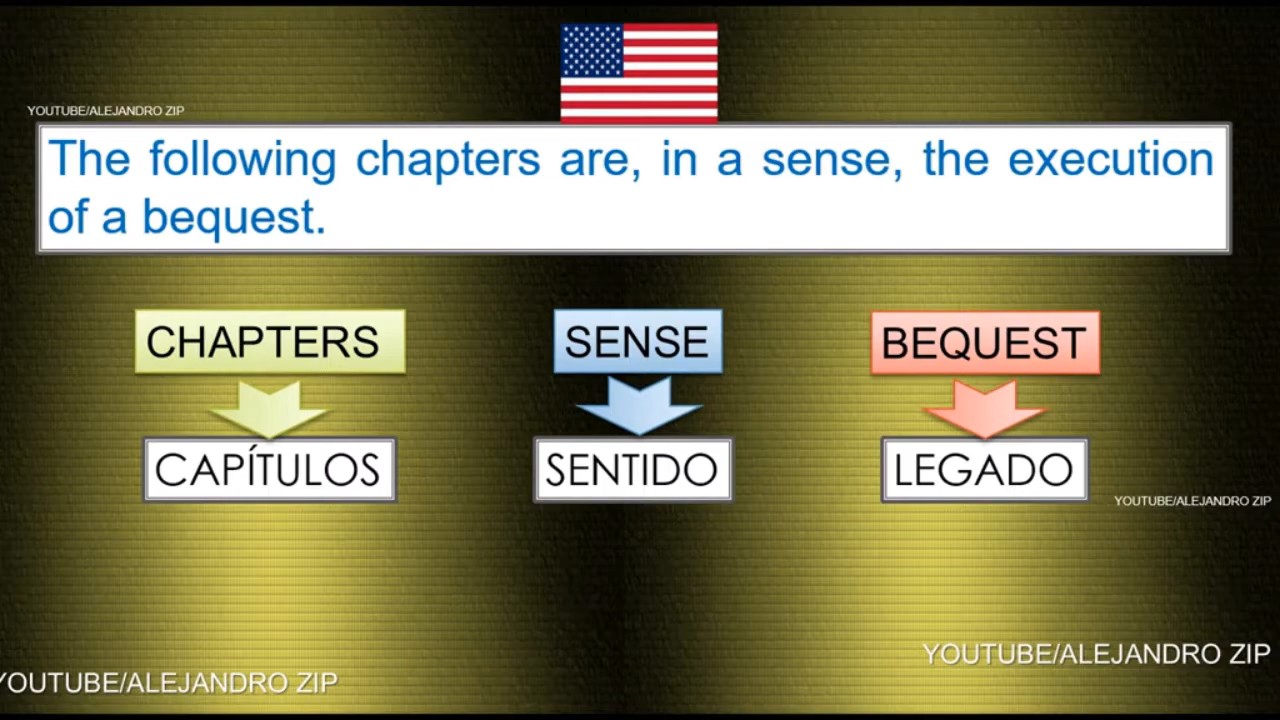 YOUTUBE/ALEJANDRO ZIP
The following chapters are, in a sense, the execution
of a bequest.
CHAPTERS
SENSE
BEQUEST
CAPÍTULOS
SENTIDO
LEGADO
YOUTUBE/ALEJANDRO ZIP
YOUTUBE/ALEJANDRO ZIP
YOUTUBE/ALEJANDRO ZIP